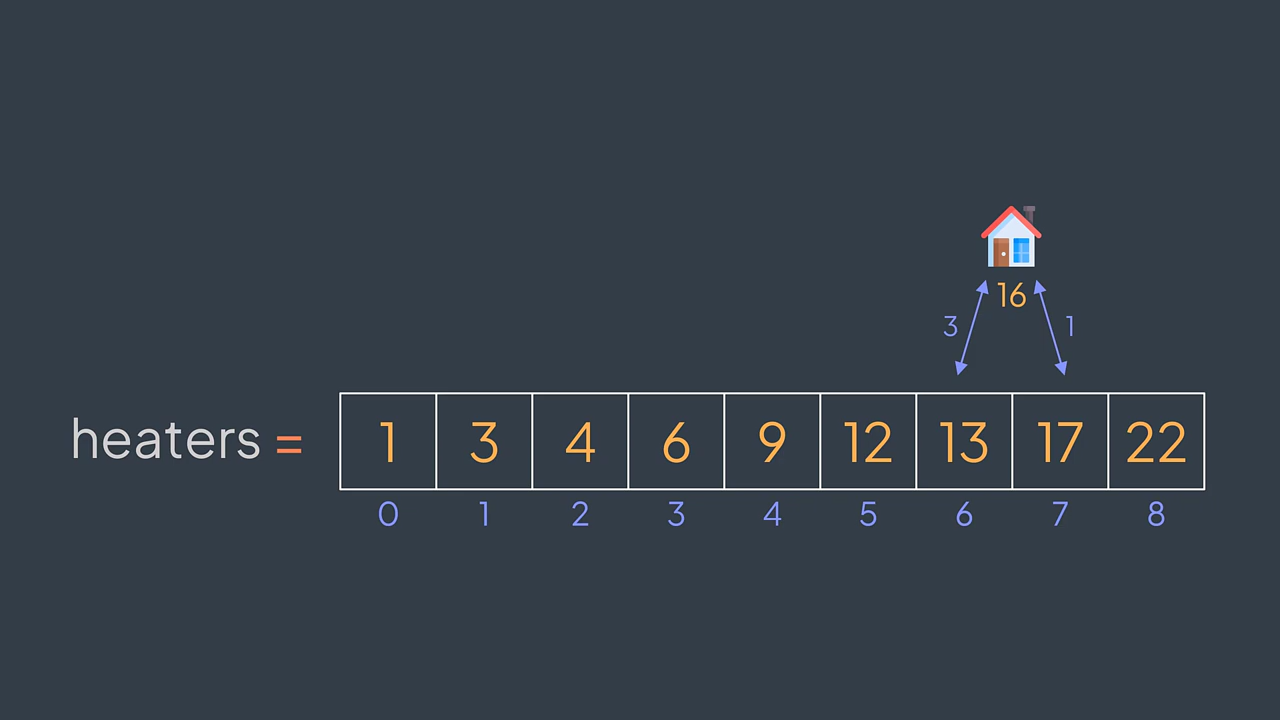 16
3 1
heaters = 1 3 4 6 9 12 13 17 22
0 1 2 3 4 5 6 7 8